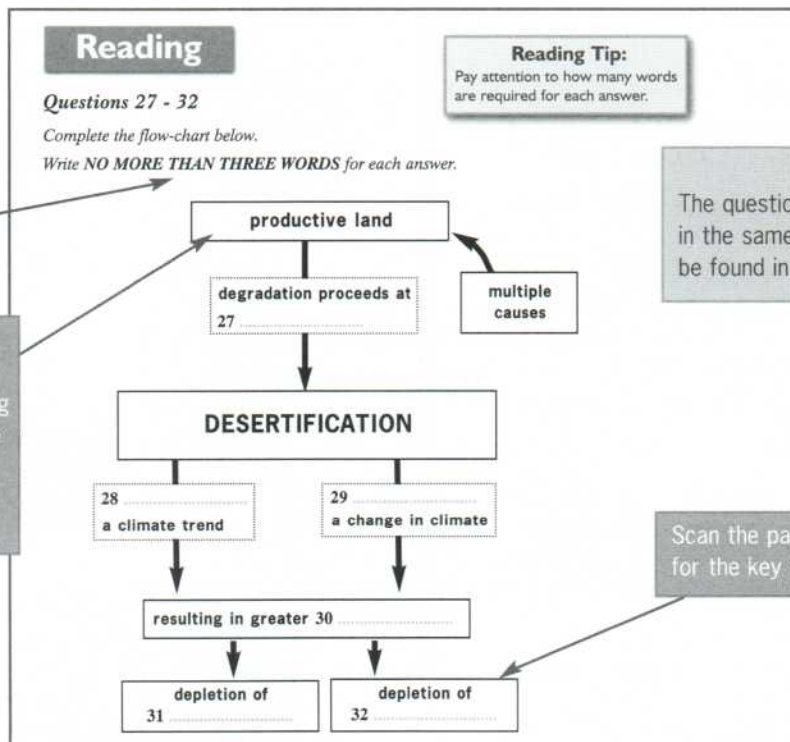 Reading
Reading Tip:
Pay attention to how many words
are required for each answer.
Questions 27 - 32
Complete the flow-chart below.
Write NO MORE THAN THREE WORDS for each answer.
The questio
in the same
be found in
productive land
degradation proceeds at
27
multiple
causes
g
DESERTIFICATION
28
a climate trend
29
a change in climate
Scan the pa
for the key
resulting in greater 30
depletion of
31
depletion of
32